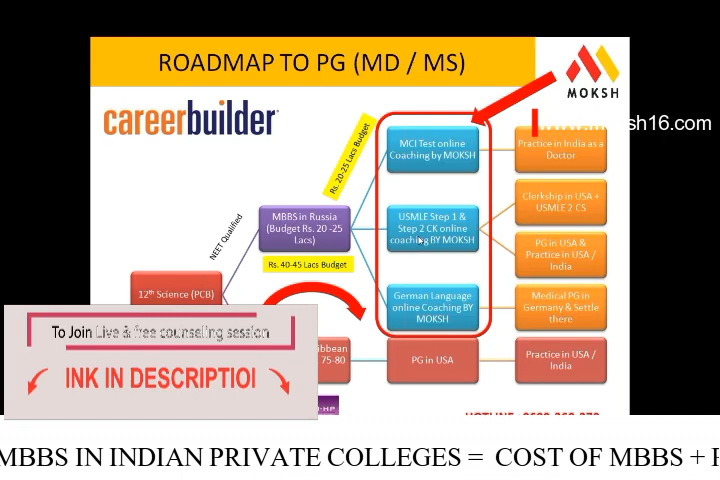 ROADMAP TO PG (MD / MS)
MOKSH
careerbuilder
sh16.com
Rs. 20-25 Lacs Budget
MCI Test online
Coaching by MOKSH
Practice in India as a
Doctor
NEET Qualified
MBBS in Russia
(Budget Rs. 20 -25
Lacs)
USMLE Step 1 &
Step 2 CK online
coaching BY MOKSH
Clerkship in USA +
USMLE 2 CS
PG in USA &
Practice in USA /
India
Rs. 40-45 Lacs Budget
12th Science (PCB)
German Language
online Coaching BY
MOKSH
Medical PG in
Germany & Settle
there
To Join Live & free counseling session
INK IN DESCRIPTIO
ribbean
75-80
PG in USA
Practice in USA /
India
MBBS IN INDIAN PRIVATE COLLEGES = COST OF MBBS +